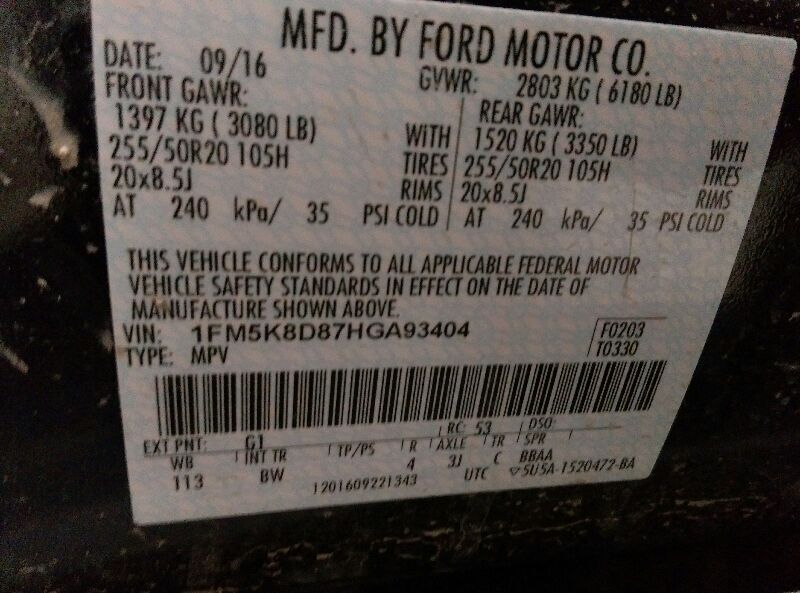 MFD. BY FORD MOTOR CO.
DATE: 09/16 GVWR: 2803 KG ( 6180 LB)
FRONT GAWR: REAR GAWR:
1397 KG ( 3080 LB) WITH 1520 KG ( 3350 LB) WITH
255/50R20 105H TIRES 255/50R20 105H TIRES
20x8.5J RIMS 20x8.5J RIMS
AT 240 kPa/ 35 PSI COLD AT 240 kPa/ 35 PSI COLD
THIS VEHICLE CONFORMS TO ALL APPLICABLE FEDERAL MOTOR
VEHICLE SAFETY STANDARDS IN EFFECT ON THE DATE OF
MANUFACTURE SHOWN ABOVE.
VIN: 1FM5K8D87HGA93404 F0203
TYPE: MPV T0330
EXT PNT: G1 RC: 53 DSO:
WB INT TR TP/PS R AXLE TR SPR
113 BW 4 3J C BBAA
1201609221343 UTC ▽5U5A-1520472-BA